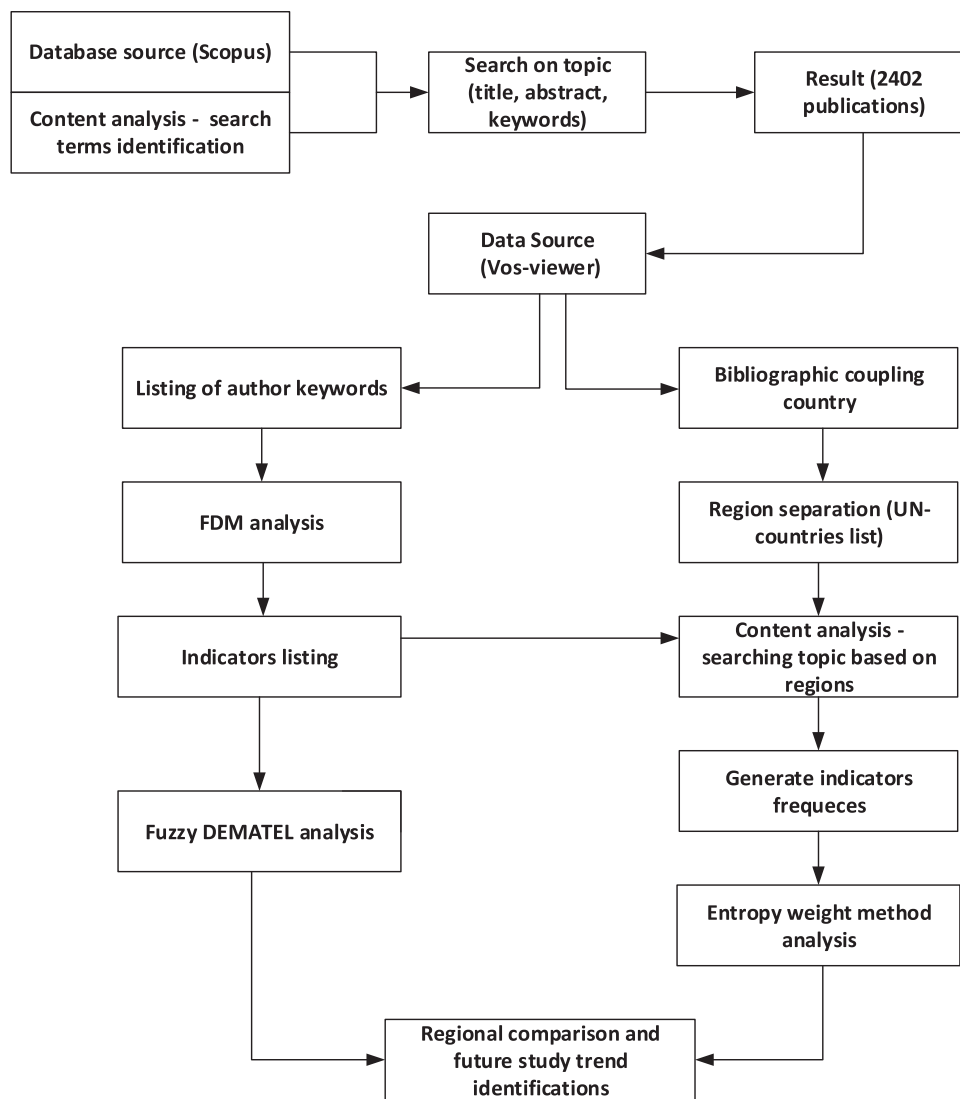 Database source (Scopus)
Content analysis - search
terms identification
Search on topic
(title, abstract,
keywords)
Result (2402
publications)
Data Source
(Vos-viewer)
Listing of author keywords
Bibliographic coupling
country
FDM analysis
Region separation (UN-
countries list)
Indicators listing
Content analysis -
searching topic based on
regions
Fuzzy DEMATEL analysis
Generate indicators
frequeces
Entropy weight method
analysis
Regional comparison and
future study trend
identifications